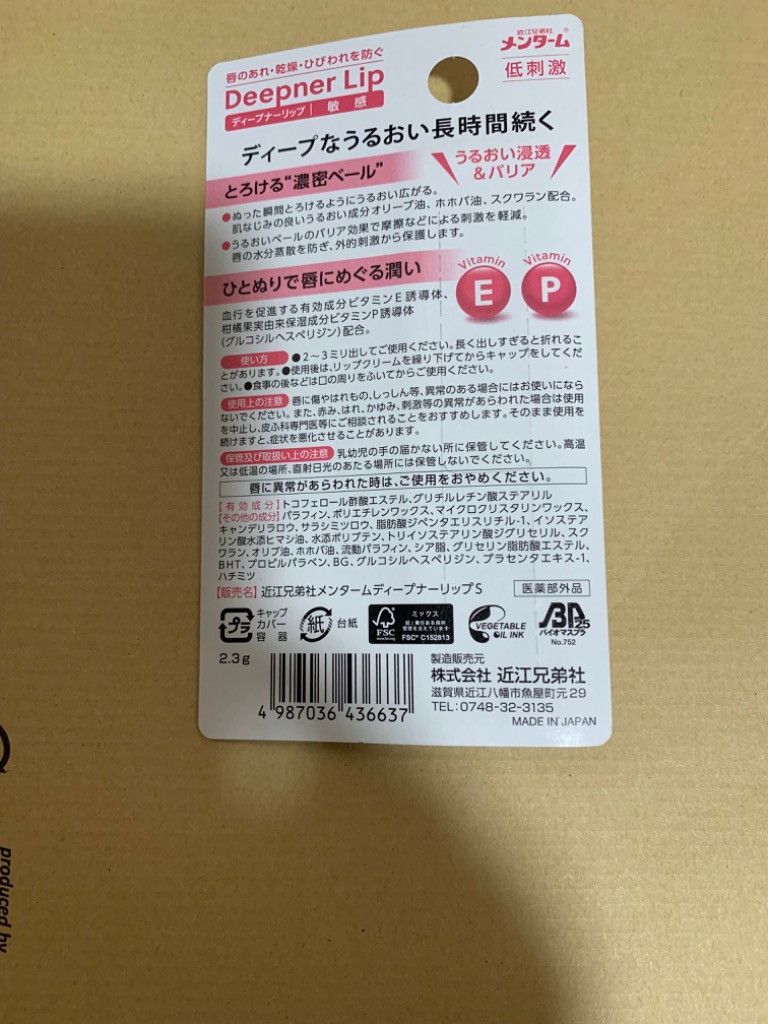 近江兄弟社
メンターム®
低刺激
唇のあれ・乾燥・ひびわれを防ぐ
Deepner Lip
ディープナーリップ 敏感
ディープなうるおい長時間続く
うるおい浸透
&バリア
とろける“濃密ベール”
●ぬった瞬間とろけるようにうるおい広がる。
肌なじみの良いうるおい成分オリーブ油、ホホバ油、スクワラン配合。
●うるおいベールのバリア効果で摩擦などによる刺激を軽減。
唇の水分蒸散を防ぎ、外的刺激から保護します。
ひとぬりで唇にめぐる潤い
Vitamin E
Vitamin P
血行を促進する有効成分ビタミンE誘導体、
柑橘果実由来保湿成分ビタミンP誘導体
(グルコシルヘスペリジン)配合。
使い方 ●2〜3ミリ出してご使用ください。長く出しすぎると折れるこ
とがあります。●使用後は、リップクリームを繰り下げてからキャップをしてくだ
さい。●食事の後などは口の周りをふいてからご使用ください。
使用上の注意 唇に傷やはれもの、しっしん等、異常のある場合にはお使いになら
ないでください。また、赤み、はれ、かゆみ、刺激等の異常があらわれた場合は使用
を中止し、皮ふ科専門医等にご相談されることをおすすめします。そのまま使用を
続けますと、症状を悪化させることがあります。
保管及び取扱い上の注意 乳幼児の手の届かない所に保管してください。高温
又は低温の場所、直射日光のあたる場所には保管しないでください。
唇に異常があらわれた時は、ご使用をおやめください。
【有効成分】トコフェロール酢酸エステル、グリチルレチン酸ステアリル
【その他の成分】パラフィン、ポリエチレンワックス、マイクロクリスタリンワックス、
キャンデリラロウ、サラシミツロウ、脂肪酸ジペンタエリスリチル-1、イソステア
リン酸水添ヒマシ油、水添ポリブテン、トリイソステアリン酸ジグリセリル、スク
ワラン、オリブ油、ホホバ油、流動パラフィン、シア脂、グリセリン脂肪酸エステル、
BHT、プロピルパラベン、BG、グルコシルヘスペリジン、プラセンタエキス-1、
ハチミツ
【販売名】近江兄弟社メンタームディープナーリップS 医薬部外品
プラ キャップ
カバー
容器
紙 台紙
FSC
www.fsc.org
ミックス
FSC® C152813
VEGETABLE
OIL INK
25
バイオマスプラ
No.752
2.3g
4 987036 436637
製造販売元
株式会社 近江兄弟社
滋賀県近江八幡市魚屋町元29
TEL:0748-32-3135
MADE IN JAPAN
produced by